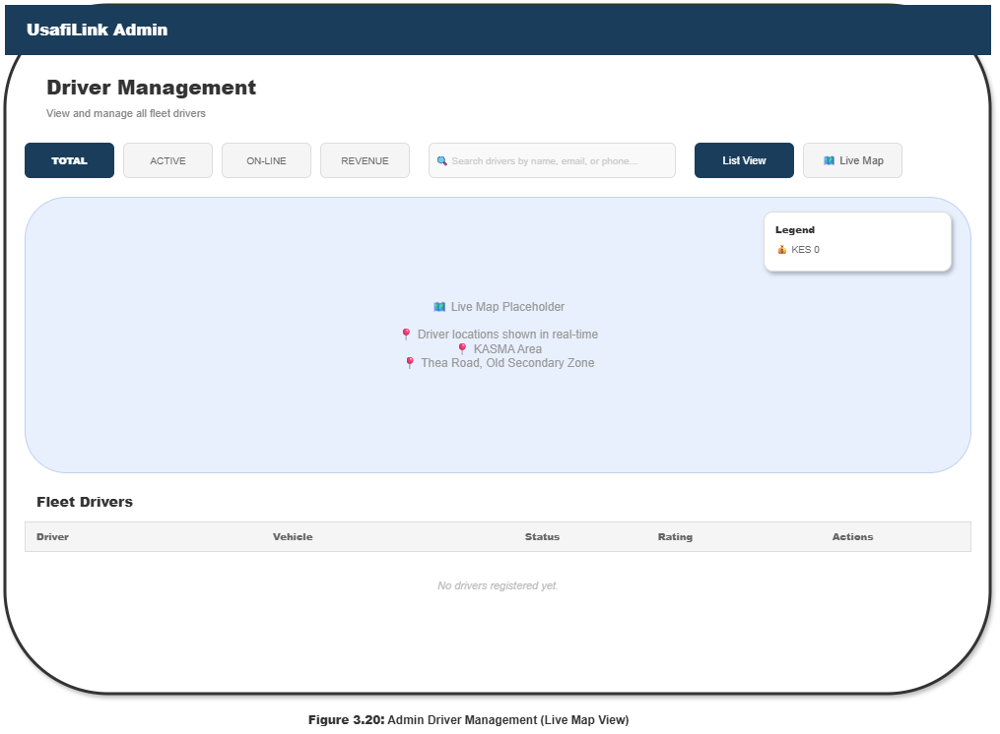 UsafiLink Admin
Driver Management
View and manage all fleet drivers
TOTAL
ACTIVE
ON-LINE
REVENUE
Search drivers by name, email, or phone...
List View
Live Map
Legend
KES 0
Live Map Placeholder
Driver locations shown in real-time
KASMA Area
Thea Road, Old Secondary Zone
Fleet Drivers
Driver Vehicle Status Rating Actions
No drivers registered yet.
Figure 3.20: Admin Driver Management (Live Map View)